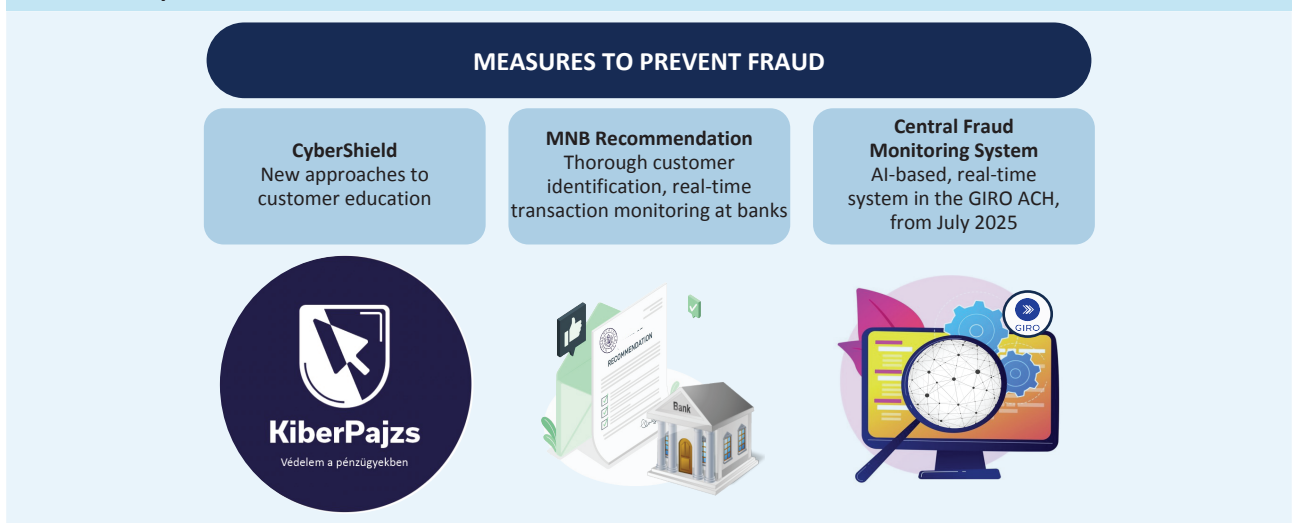 MEASURES TO PREVENT FRAUD
CyberShield
New approaches to
customer education
MNB Recommendation
Thorough customer
identification, real-time
transaction monitoring at banks
Central Fraud
Monitoring System
AI-based, real-time
system in the GIRO ACH,
from July 2025
KiberPajzs
Védelem a pénzügyekben
RECOMMENDATION
Bank
GIRO